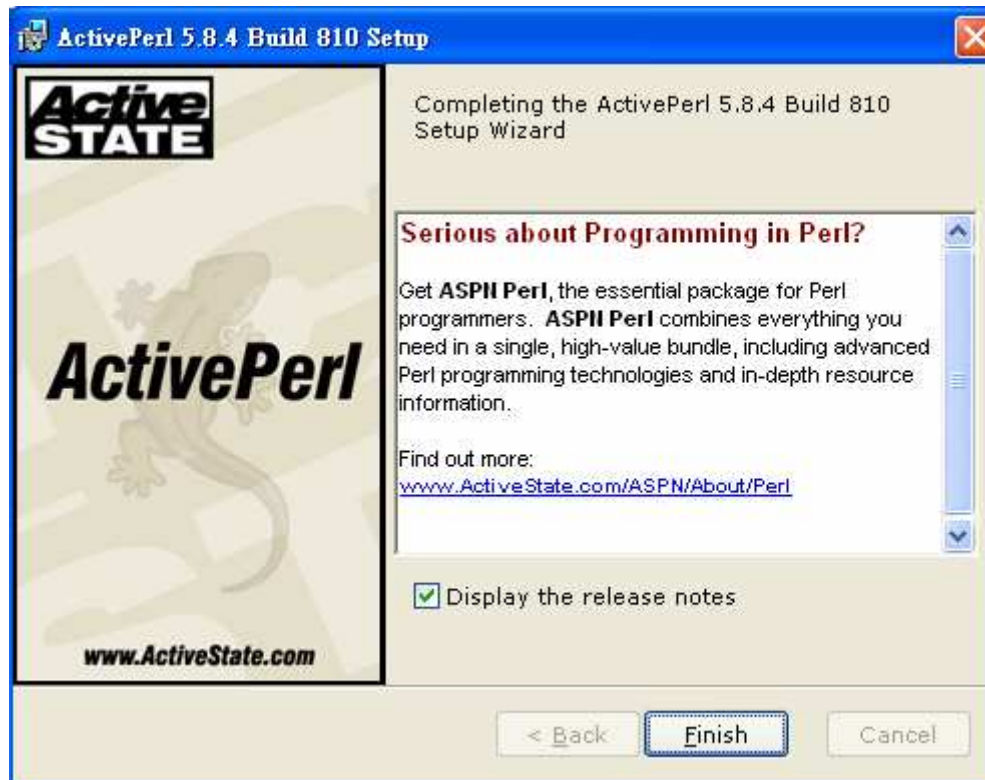 ActivePerl 5.8.4 Build 810 Setup
Active
STATE
ActivePerl
www.ActiveState.com
Completing the ActivePerl 5.8.4 Build 810
Setup Wizard
Serious about Programming in Perl?
Get ASPN Perl, the essential package for Perl
programmers. ASPN Perl combines everything you
need in a single, high-value bundle, including advanced
Perl programming technologies and in-depth resource
information.
Find out more:
www.ActiveState.com/ASPN/About/Perl
Display the release notes
< Back
Finish
Cancel